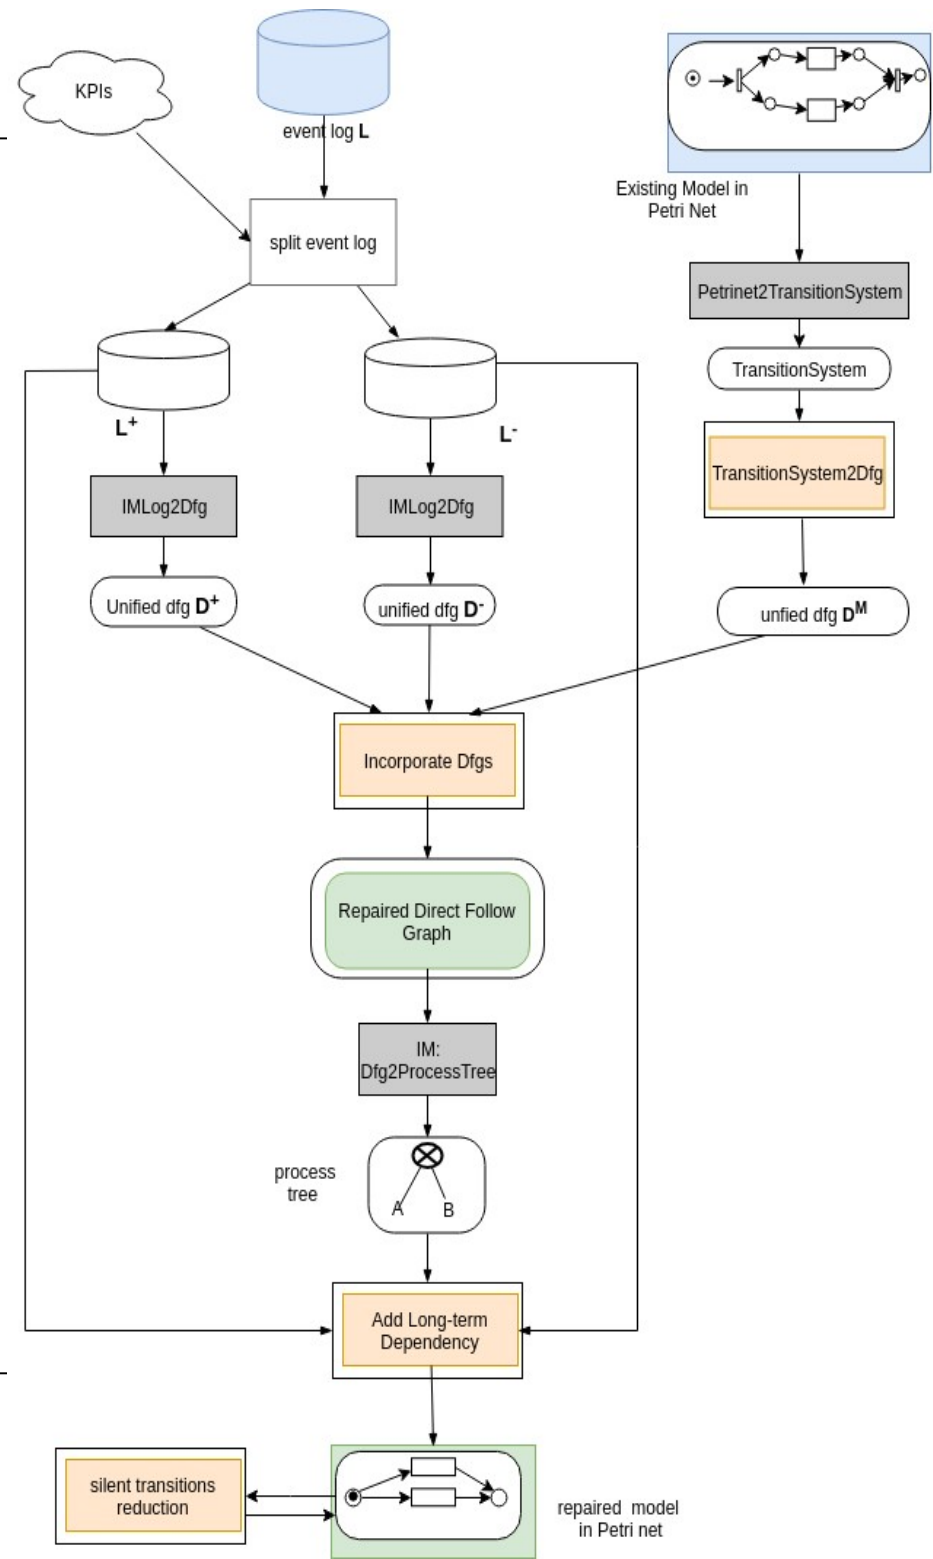 KPIs
event log L
Existing Model in
Petri Net
split event log
Petrinet2TransitionSystem
TransitionSystem
L+
L-
TransitionSystem2Dfg
IMLog2Dfg
IMLog2Dfg
Unified dfg D+
unified dfg D-
unfied dfg DM
Incorporate Dfgs
Repaired Direct Follow
Graph
IM:
Dfg2ProcessTree
process
tree
A
B
Add Long-term
Dependency
silent transitions
reduction
repaired model
in Petri net